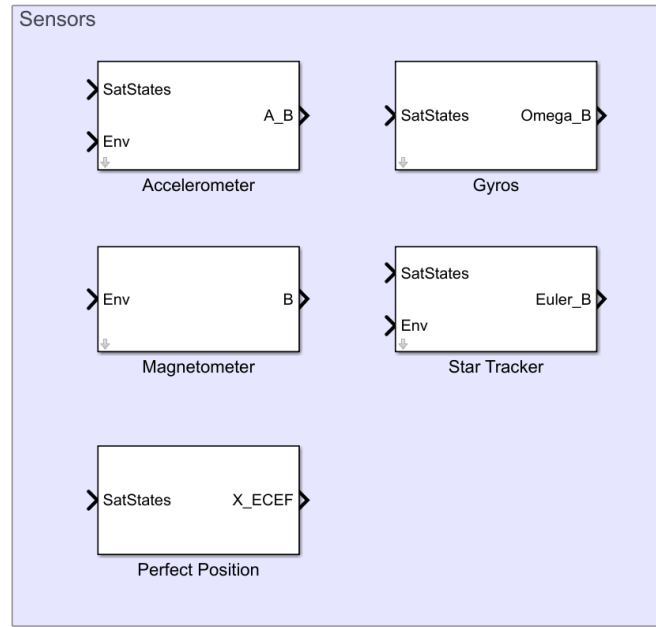 Sensors
SatStates
A_B
Env
Accelerometer
SatStates
Omega_B
Gyros
Env
B
Magnetometer
SatStates
Euler_B
Env
Star Tracker
SatStates
X_ECEF
Perfect Position